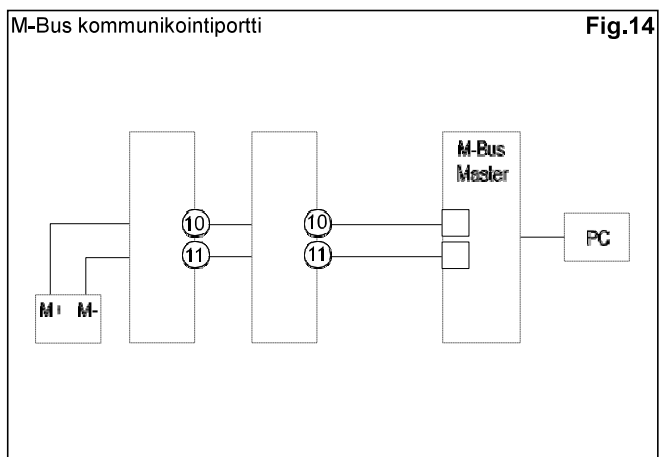 M-Bus kommunikointiportti
Fig.14
M-Bus
Master
10
10
11
11
PC
M+ M-